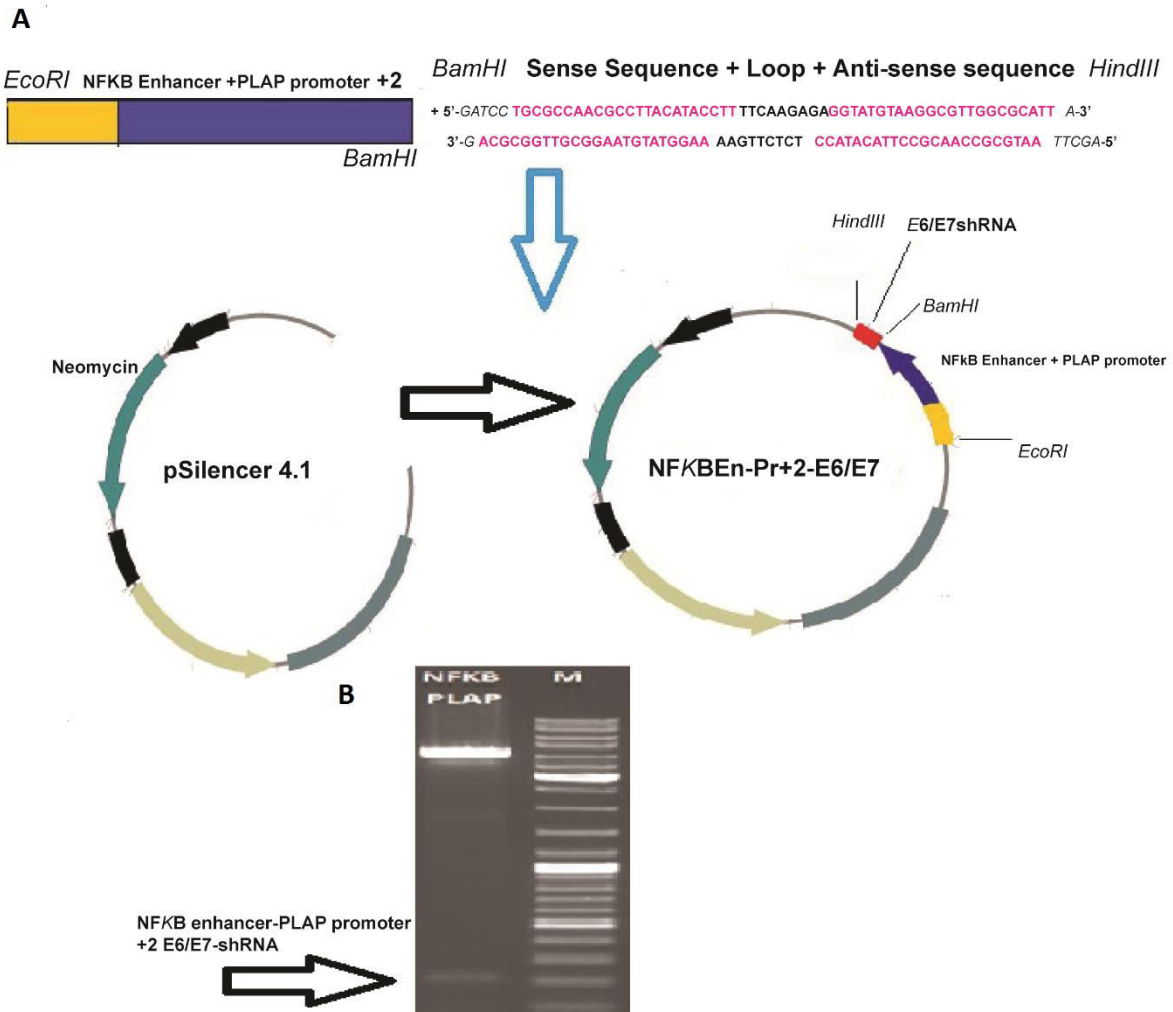 A
EcoRI NFKB Enhancer +PLAP promoter +2
BamHI
BamHI Sense Sequence + Loop + Anti-sense sequence HindIII
+ 5'-GATCC TGCGCCAACGCCTTACATACCTT TTCAAGAGAGGTATGTAAGGCGTTGGCGCATT A-3'
3'-G ACGCGGTTGCGGAATGTATGGAA AAGTTCTCT CCATACATTCCGCAACCGCGTAA TTCGA-5'
HindIII E6/E7shRNA
BamHI
NFkB Enhancer + PLAP promoter
EcoRI
Neomycin
pSilencer 4.1
NFKBEn-Pr+2-E6/E7
B
NFKB M
PLAP
NFKB enhancer-PLAP promoter
+2 E6/E7-shRNA